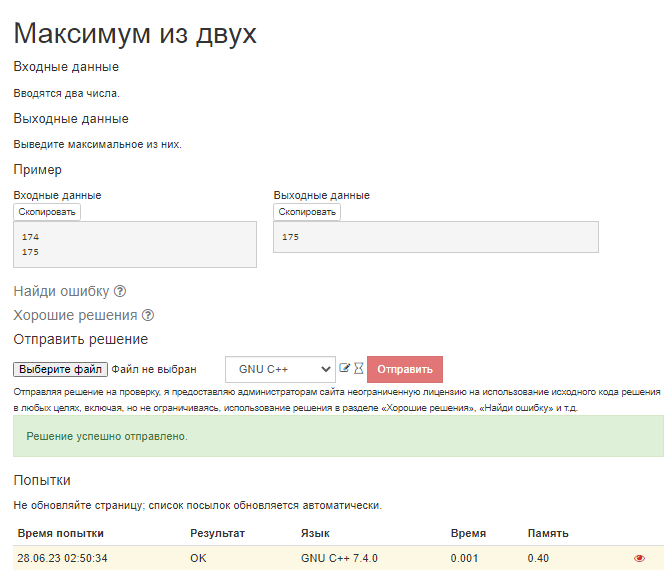 Максимум из двух
Входные данные
Вводятся два числа.
Выходные данные
Выведите максимальное из них.
Пример
Входные данные
Скопировать
174
175
Выходные данные
Скопировать
175
Найди ошибку
Хорошие решения
Отправить решение
Выберите файл Файл не выбран GNU C++ Отправить
Отправляя решение на проверку, я предоставляю администраторам сайта неограниченную лицензию на использование исходного кода решения
в любых целях, включая, но не ограничиваясь, использование решения в разделе «Хорошие решения», «Найди ошибку» и т.д.
Решение успешно отправлено.
Попытки
Не обновляйте страницу; список посылок обновляется автоматически.
Время попытки Результат Язык Время Память
28.06.23 02:50:34 OK GNU C++ 7.4.0 0.001 0.40